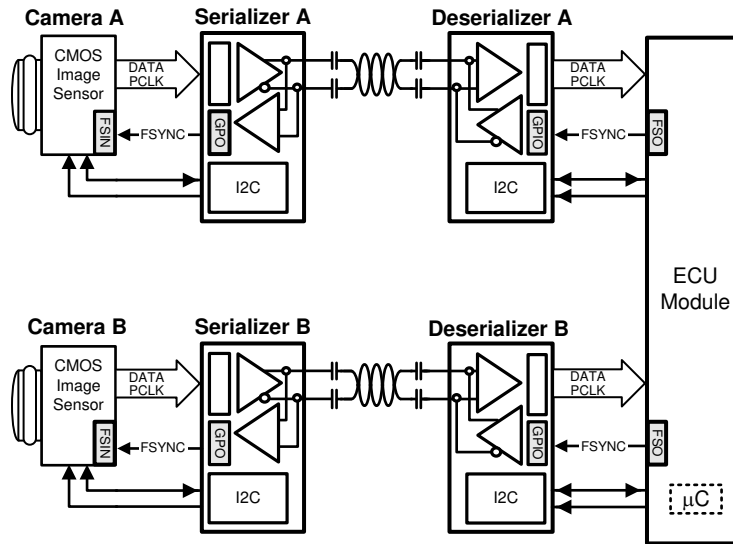 Camera A
Serializer A
Deserializer A
CMOS
Image
Sensor
DATA
PCLK
DATA
PCLK
FSIN
FSYNC
GPO
GPIO
FSYNC
FSO
I2C
I2C
ECU
Module
Camera B
Serializer B
Deserializer B
CMOS
Image
Sensor
DATA
PCLK
DATA
PCLK
FSIN
FSYNC
GPO
GPIO
FSYNC
FSO
I2C
I2C
μC